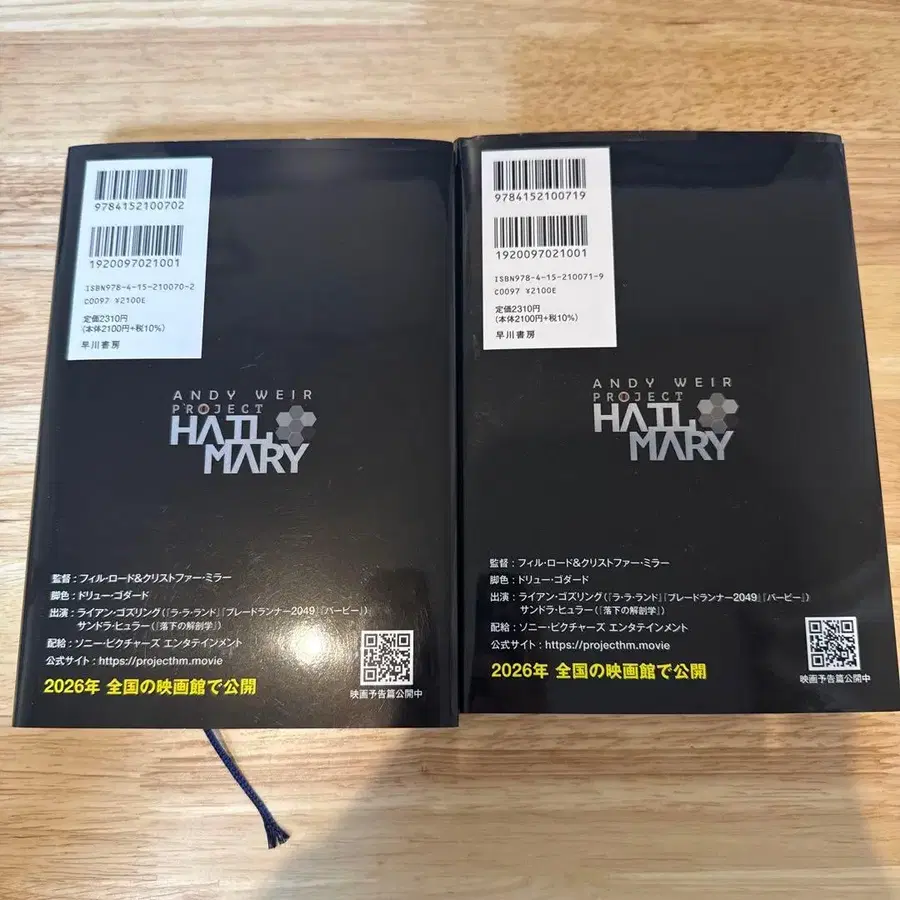 9784152100702
1920097021001
ISBN978-4-15-210070-2
C0097 ¥2100E
定価2310円
(本体2100円+税10%)
早川書房
ANDY WEIR
PROJECT
HAIL
MARY
監督:フィル・ロード&クリストファー・ミラー
脚色:ドリュー・ゴダード
出演:ライアン・ゴズリング(『ラ・ラ・ランド』『ブレードランナー2049』『バービー』)
サンドラ・ヒュラー(『落下の解剖学』)
配給:ソニー・ピクチャーズ エンタテインメント
公式サイト:https://projecthm.movie
2026年 全国の映画館で公開
映画予告篇公開中
9784152100719
1920097021001
ISBN978-4-15-210071-9
C0097 ¥2100E
定価2310円
(本体2100円+税10%)
早川書房
ANDY WEIR
PROJECT
HAIL
MARY
監督:フィル・ロード&クリストファー・ミラー
脚色:ドリュー・ゴダード
出演:ライアン・ゴズリング(『ラ・ラ・ランド』『ブレードランナー2049』『バービー』)
サンドラ・ヒュラー(『落下の解剖学』)
配給:ソニー・ピクチャーズ エンタテインメント
公式サイト:https://projecthm.movie
2026年 全国の映画館で公開
映画予告篇公開中